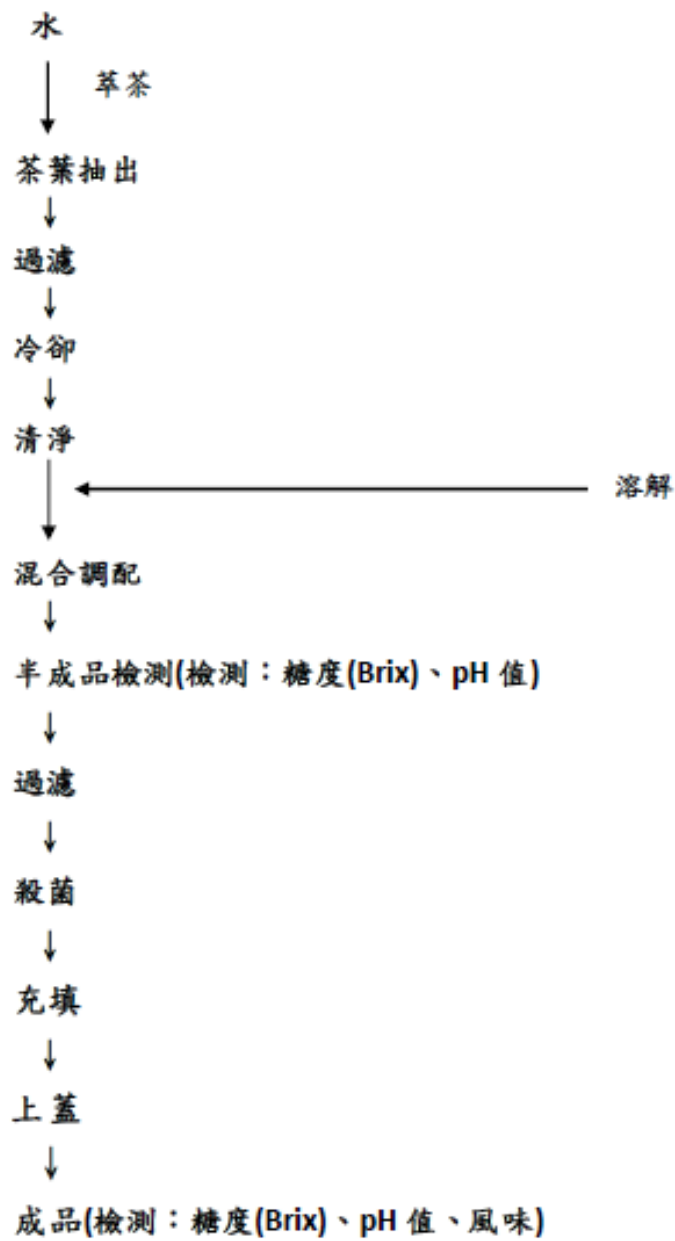 水
萃茶
茶葉抽出
過濾
冷卻
清淨
溶解
混合調配
半成品檢測(檢測：糖度(Brix)、pH 值)
過濾
殺菌
充填
上蓋
成品(檢測：糖度(Brix)、pH 值、風味)